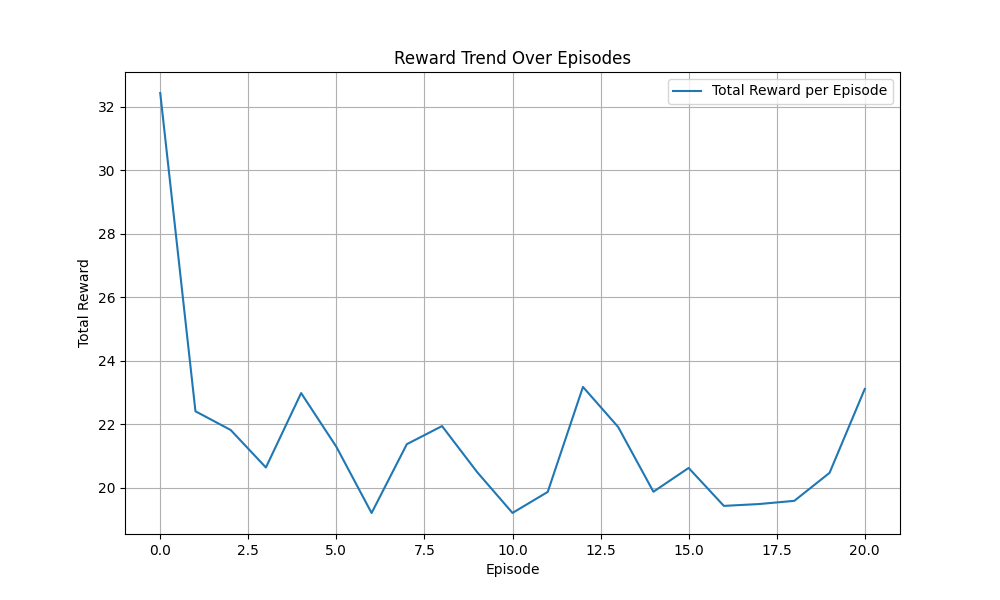 Reward Trend Over Episodes
Total Reward per Episode
Total Reward
32
30
28
26
24
22
20
0.0 2.5 5.0 7.5 10.0 12.5 15.0 17.5 20.0
Episode